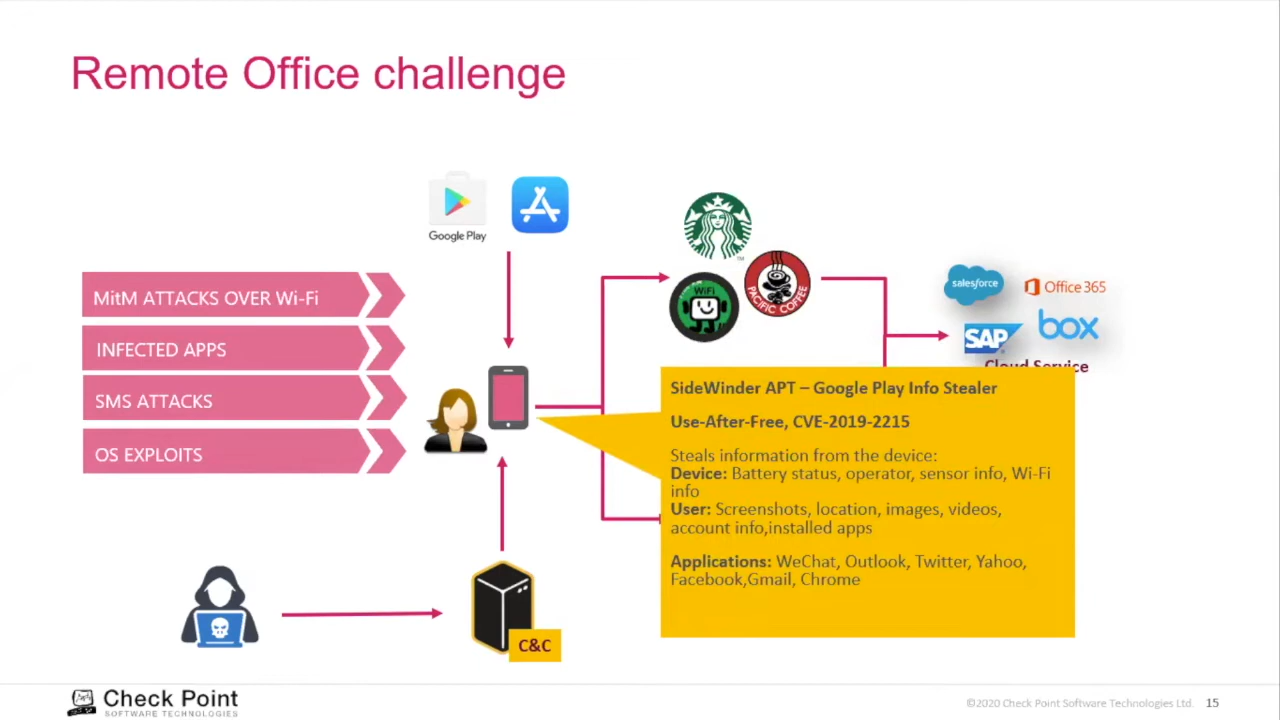 Remote Office challenge
Google Play
MitM ATTACKS OVER Wi-Fi
INFECTED APPS
SMS ATTACKS
OS EXPLOITS
WiFi
PACIFIC COFFEE
salesforce
Office 365
SAP
box
Cloud Service
SideWinder APT – Google Play Info Stealer
Use-After-Free, CVE-2019-2215
Steals information from the device:
Device: Battery status, operator, sensor info, Wi-Fi
info
User: Screenshots, location, images, videos,
account info,installed apps
Applications: WeChat, Outlook, Twitter, Yahoo,
Facebook,Gmail, Chrome
C&C
Check Point
SOFTWARE TECHNOLOGIES
©2020 Check Point Software Technologies Ltd.
15